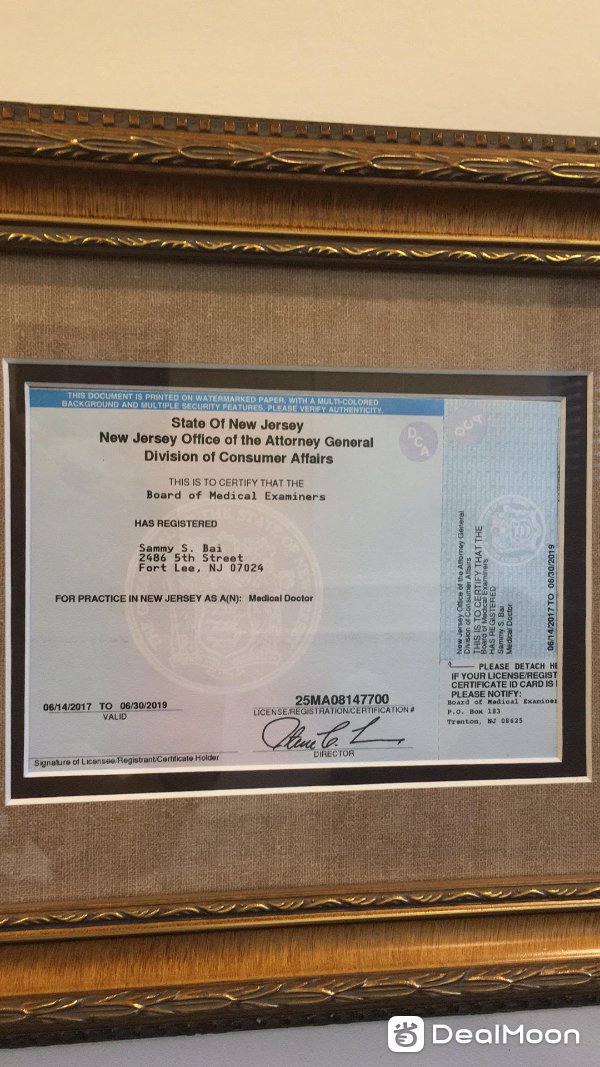 THIS DOCUMENT IS PRINTED ON WATERMARKED PAPER, WITH A MULTI-COLORED
BACKGROUND AND MULTIPLE SECURITY FEATURES. PLEASE VERIFY AUTHENTICITY.
State Of New Jersey
New Jersey Office of the Attorney General
Division of Consumer Affairs
DCA
DCA
THIS IS TO CERTIFY THAT THE
Board of Medical Examiners
HAS REGISTERED
Sammy S. Bai
2486 5th Street
Fort Lee, NJ 07024
FOR PRACTICE IN NEW JERSEY AS A(N): Medical Doctor
06/14/2017 TO 06/30/2019
VALID
25MA08147700
LICENSE/REGISTRATION/CERTIFICATION #
Signature of Licensee/Registrant/Certificate Holder
DIRECTOR
New Jersey Office of the Attorney General
Division of Consumer Affairs
THIS IS TO CERTIFY THAT THE
Board of Medical Examiners
HAS REGISTERED
Sammy S. Bai
Medical Doctor
06/14/2017 TO 06/30/2019
PLEASE DETACH HE
IF YOUR LICENSE/REGIST
CERTIFICATE ID CARD IS
PLEASE NOTIFY:
Board of Medical Examiner
P.O. Box 183
Trenton, NJ 08625
DealMoon